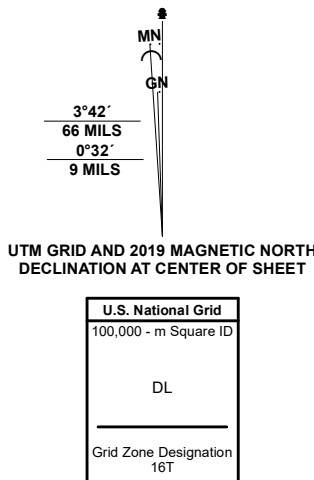 MN
GN
3°42´
66 MILS
0°32´
9 MILS
UTM GRID AND 2019 MAGNETIC NORTH
DECLINATION AT CENTER OF SHEET
U.S. National Grid
100,000 - m Square ID
DL
Grid Zone Designation
16T